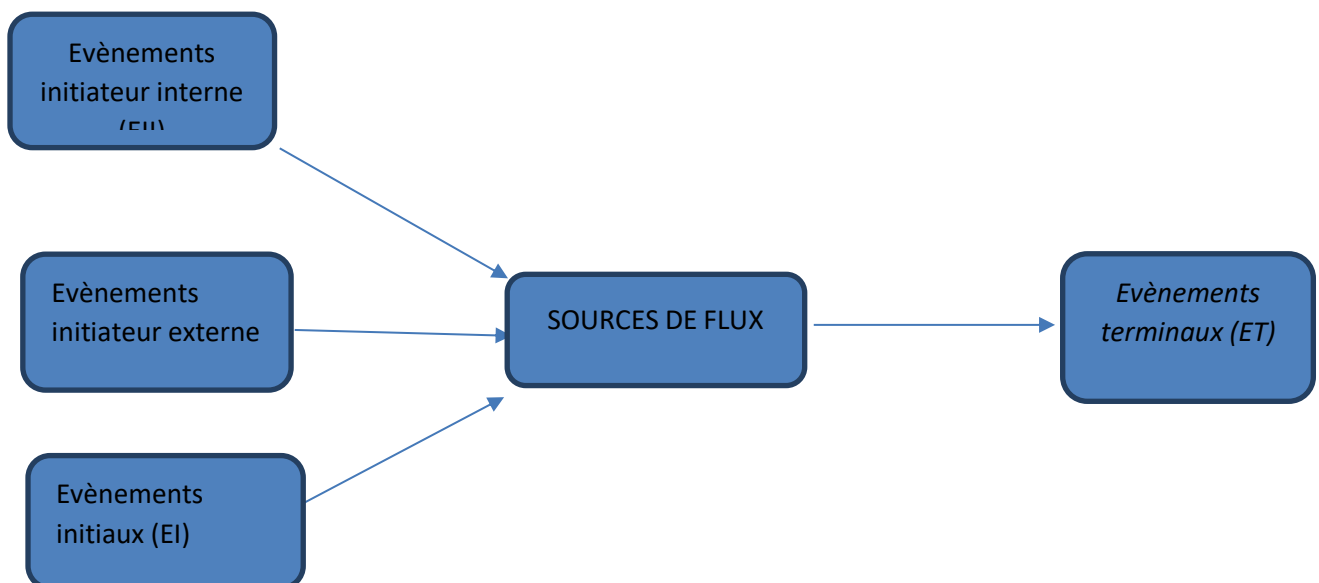 Evènements
initiateur interne
Evènements
initiateur externe
SOURCES DE FLUX
Evènements
terminaux (ET)
Evènements
initiaux (EI)